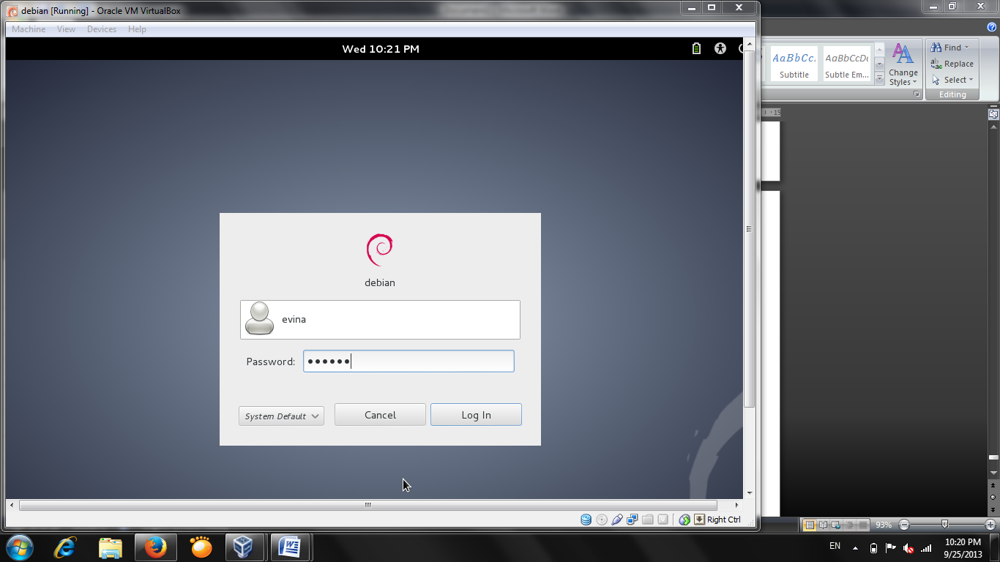 debian [Running] - Oracle VM VirtualBox
Machine View Devices Help
Wed 10:21 PM
debian
evina
Password:
System Default
Cancel
Log In
Right Ctrl
AaBbCc.
Subtitle
AaBbCcDc
Subtle Em...
Change
Styles
Find
Replace
Select
Editing
93%
EN
10:20 PM
9/25/2013